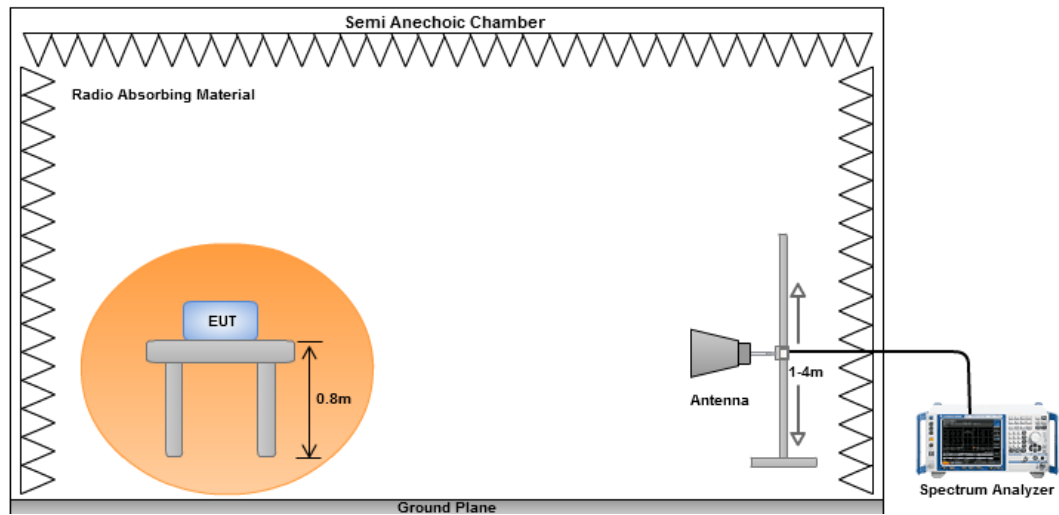 Semi Anechoic Chamber
Radio Absorbing Material
EUT
0.8m
1-4m
Antenna
Spectrum Analyzer
Ground Plane